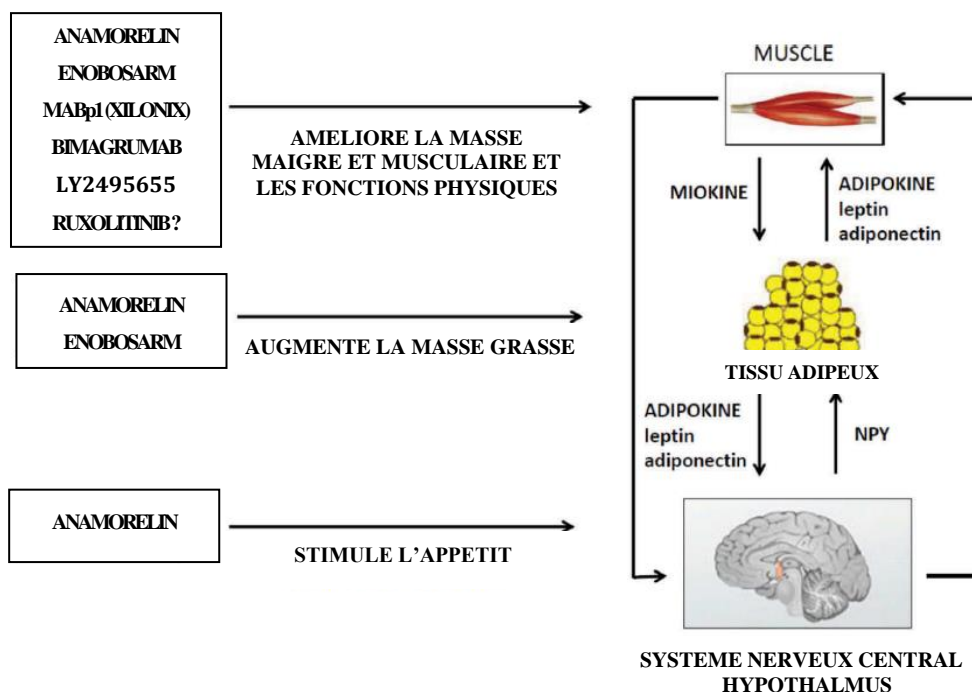 ANAMORELIN
ENOBOSARM
MABp1 (XILONIX)
BIMAGRUMAB
LY2495655
RUXOLITINIB ?
AMELIORE LA MASSE
MAIGRE ET MUSCULAIRE ET
LES FONCTIONS PHYSIQUES
MUSCLE
MIOKINE
ADIPOKINE
leptin
adiponectin
ANAMORELIN
ENOBOSARM
AUGMENTE LA MASSE GRASSE
TISSU ADIPEUX
ADIPOKINE
leptin
adiponectin
NPY
ANAMORELIN
STIMULE L’APPETIT
SYSTEME NERVEUX CENTRAL
HYPOTHALMUS